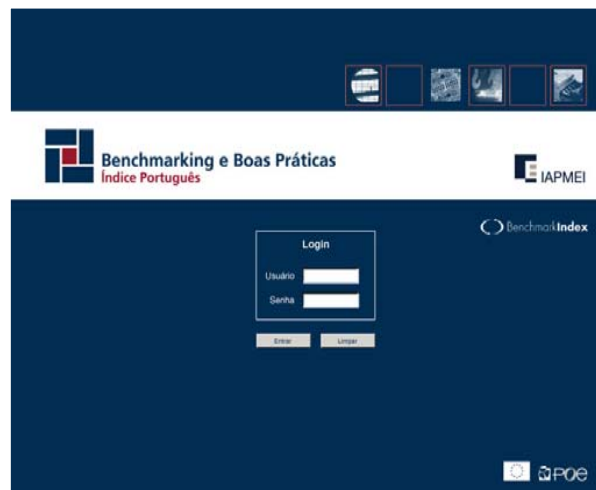 Benchmarking e Boas Práticas
Índice Português
IAPMEI
BenchmarkIndex
Login
Usuário
Senha
Entrar
Limpar
POE